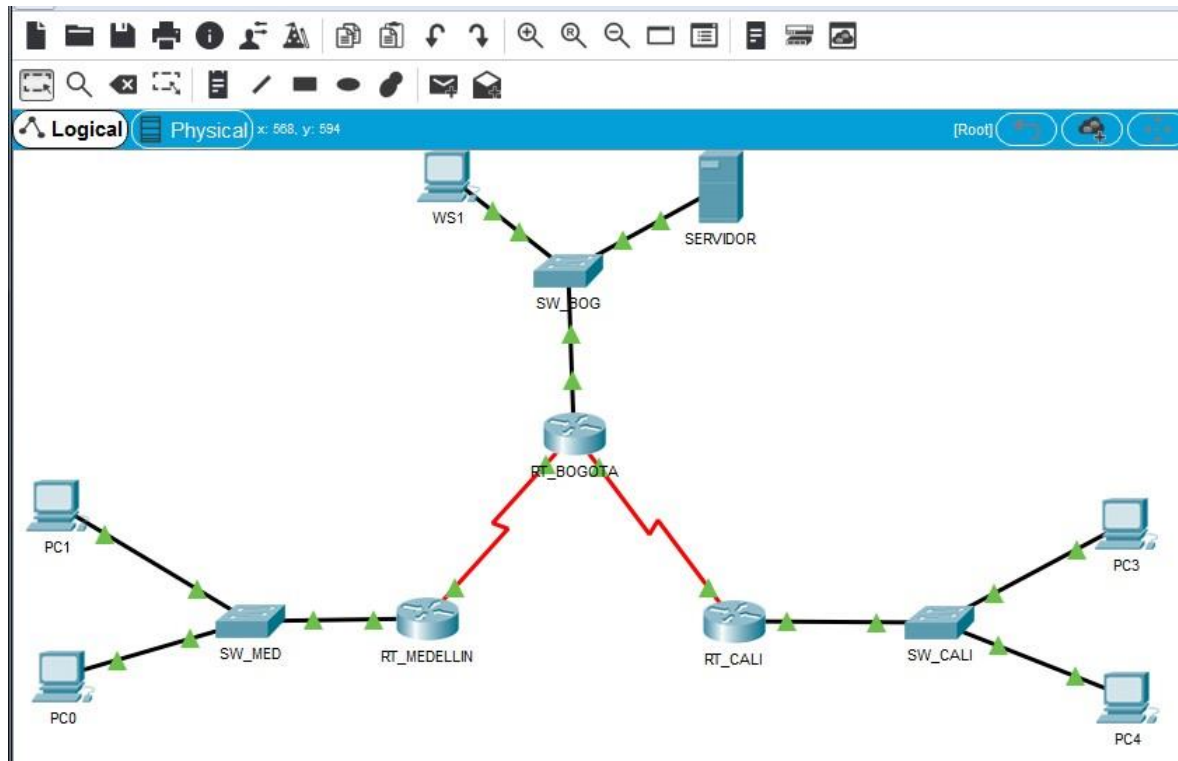 Logical
Physical
x: 568, y: 594
[Root]
WS1
SERVIDOR
SW_BOG
RT_BOGOTA
PC1
PC3
SW_MED
RT_MEDELLIN
RT_CALI
SW_CALI
PC0
PC4